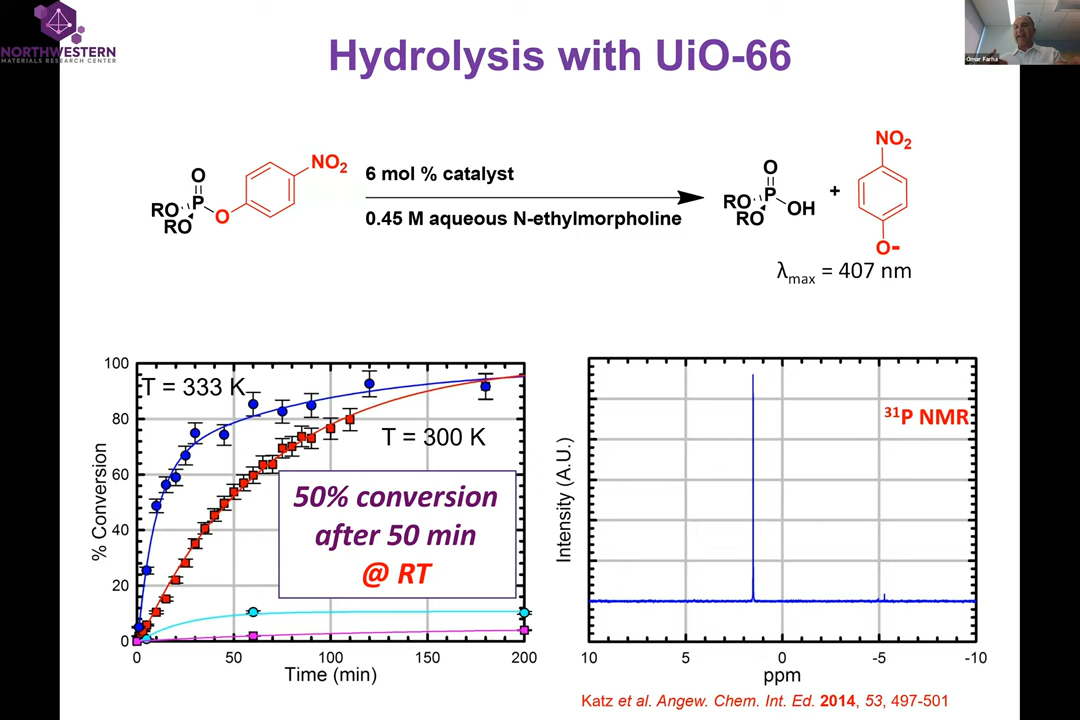 NORTHWESTERN
MATERIALS RESEARCH CENTER
Omar Farha
Hydrolysis with UiO-66
O
RO
P
RO
O
NO2
6 mol % catalyst
0.45 M aqueous N-ethylmorpholine
O
RO
P
RO
OH
+
NO2
O-
λmax = 407 nm
100
80
60
40
20
0
% Conversion
T = 333 K
T = 300 K
50% conversion
after 50 min
@ RT
0 50 100 150 200
Time (min)
Intensity (A.U.)
31P NMR
10 5 0 -5 -10
ppm
Katz et al. Angew. Chem. Int. Ed. 2014, 53, 497-501